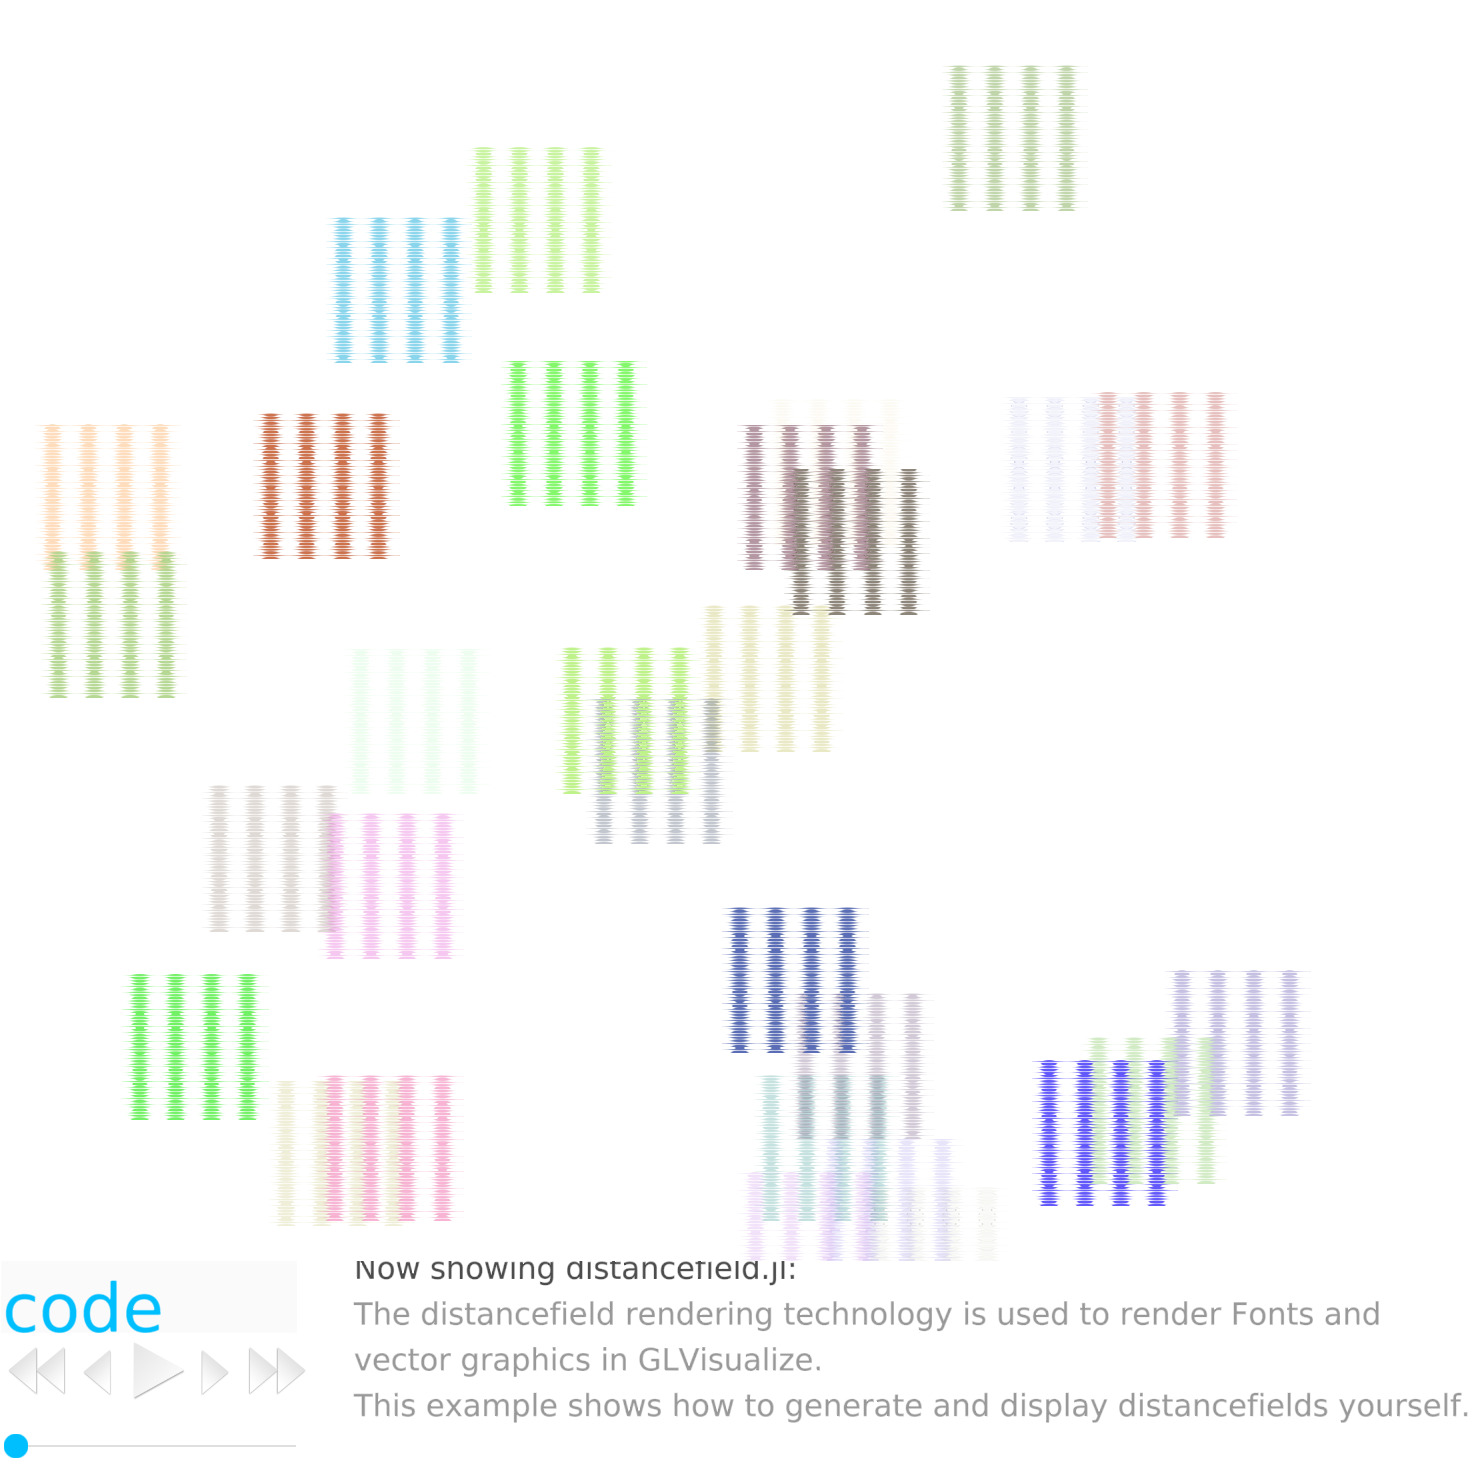 Now showing distancefield.jl:
code
The distancefield rendering technology is used to render Fonts and
vector graphics in GLVisualize.
This example shows how to generate and display distancefields yourself.